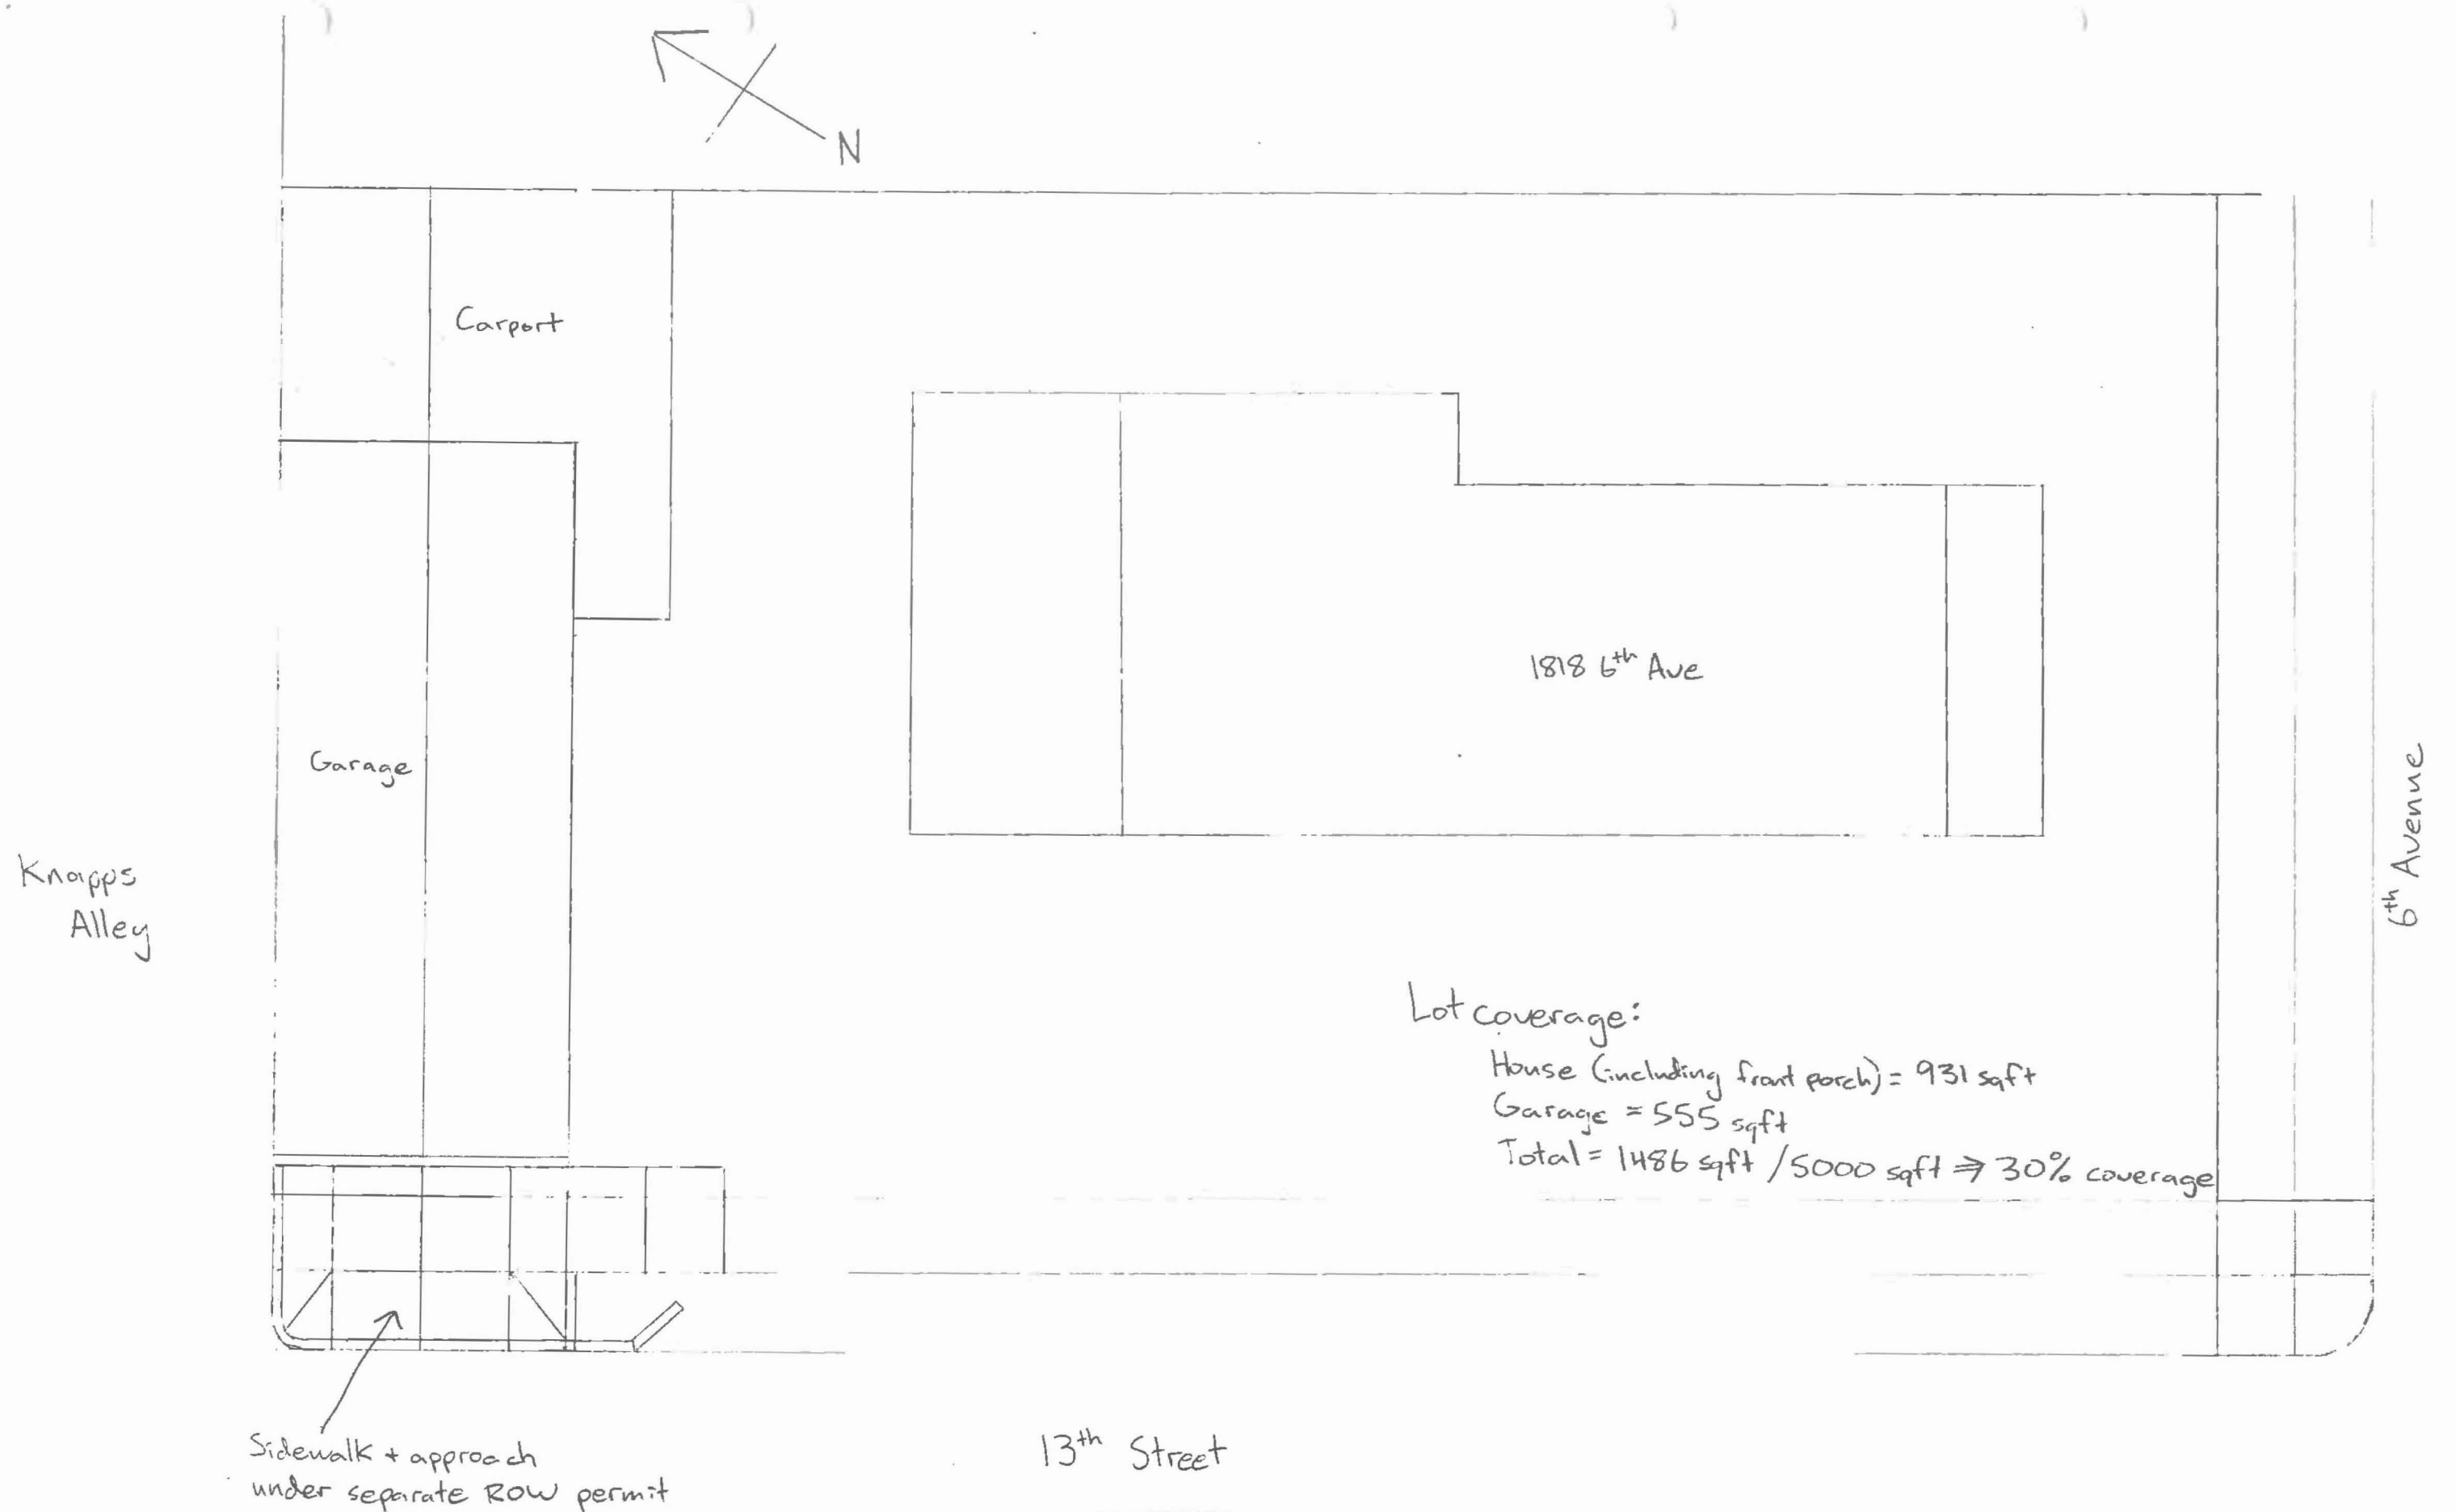 N
Carport
1818 6th Ave
Garage
Knapps
Alley
6th Avenue
Lot coverage:
House (including front porch) = 931 sqft
Garage = 555 sqft
Total = 1486 sqft / 5000 sqft ⇒ 30% coverage
Sidewalk + approach
under separate ROW permit
13th Street